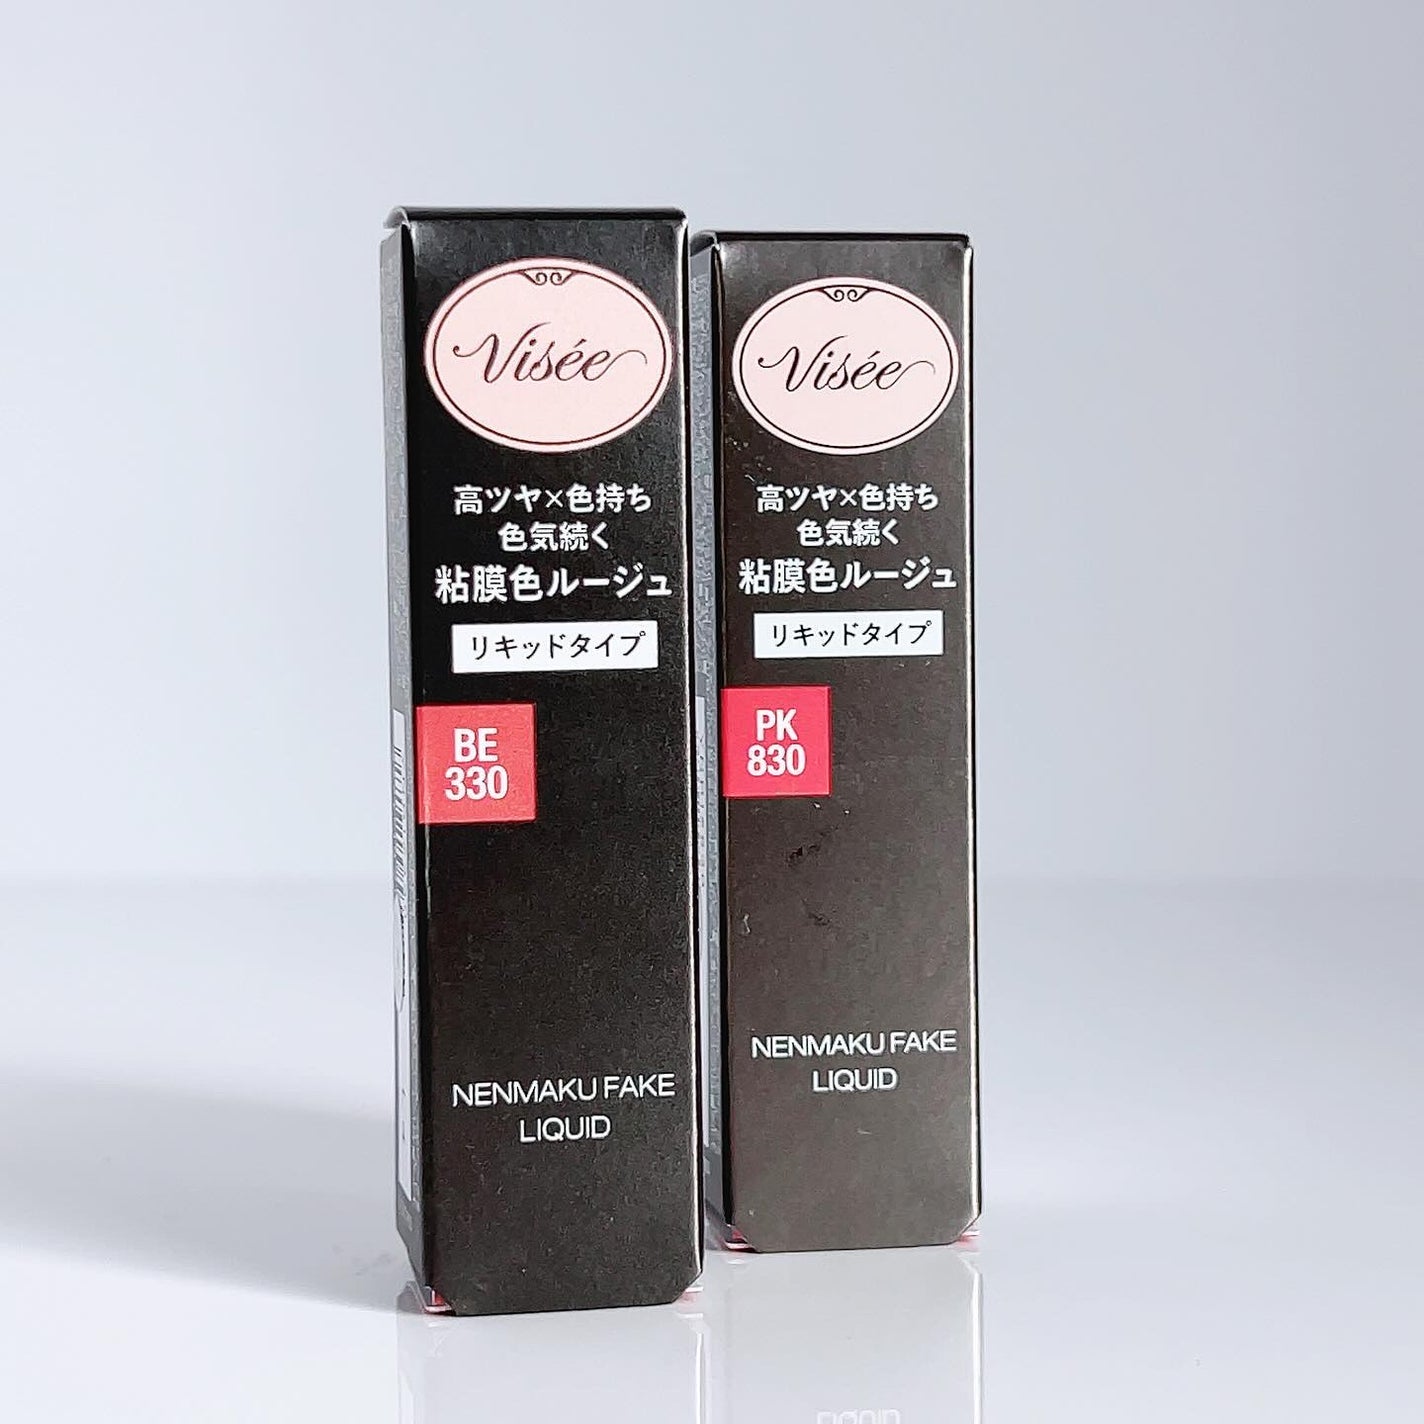 Visée
高ツヤ×色持ち
色気続く
粘膜色ルージュ
リキッドタイプ
BE
330
NENMAKU FAKE
LIQUID
Visée
高ツヤ×色持ち
色気続く
粘膜色ルージュ
リキッドタイプ
PK
830
NENMAKU FAKE
LIQUID